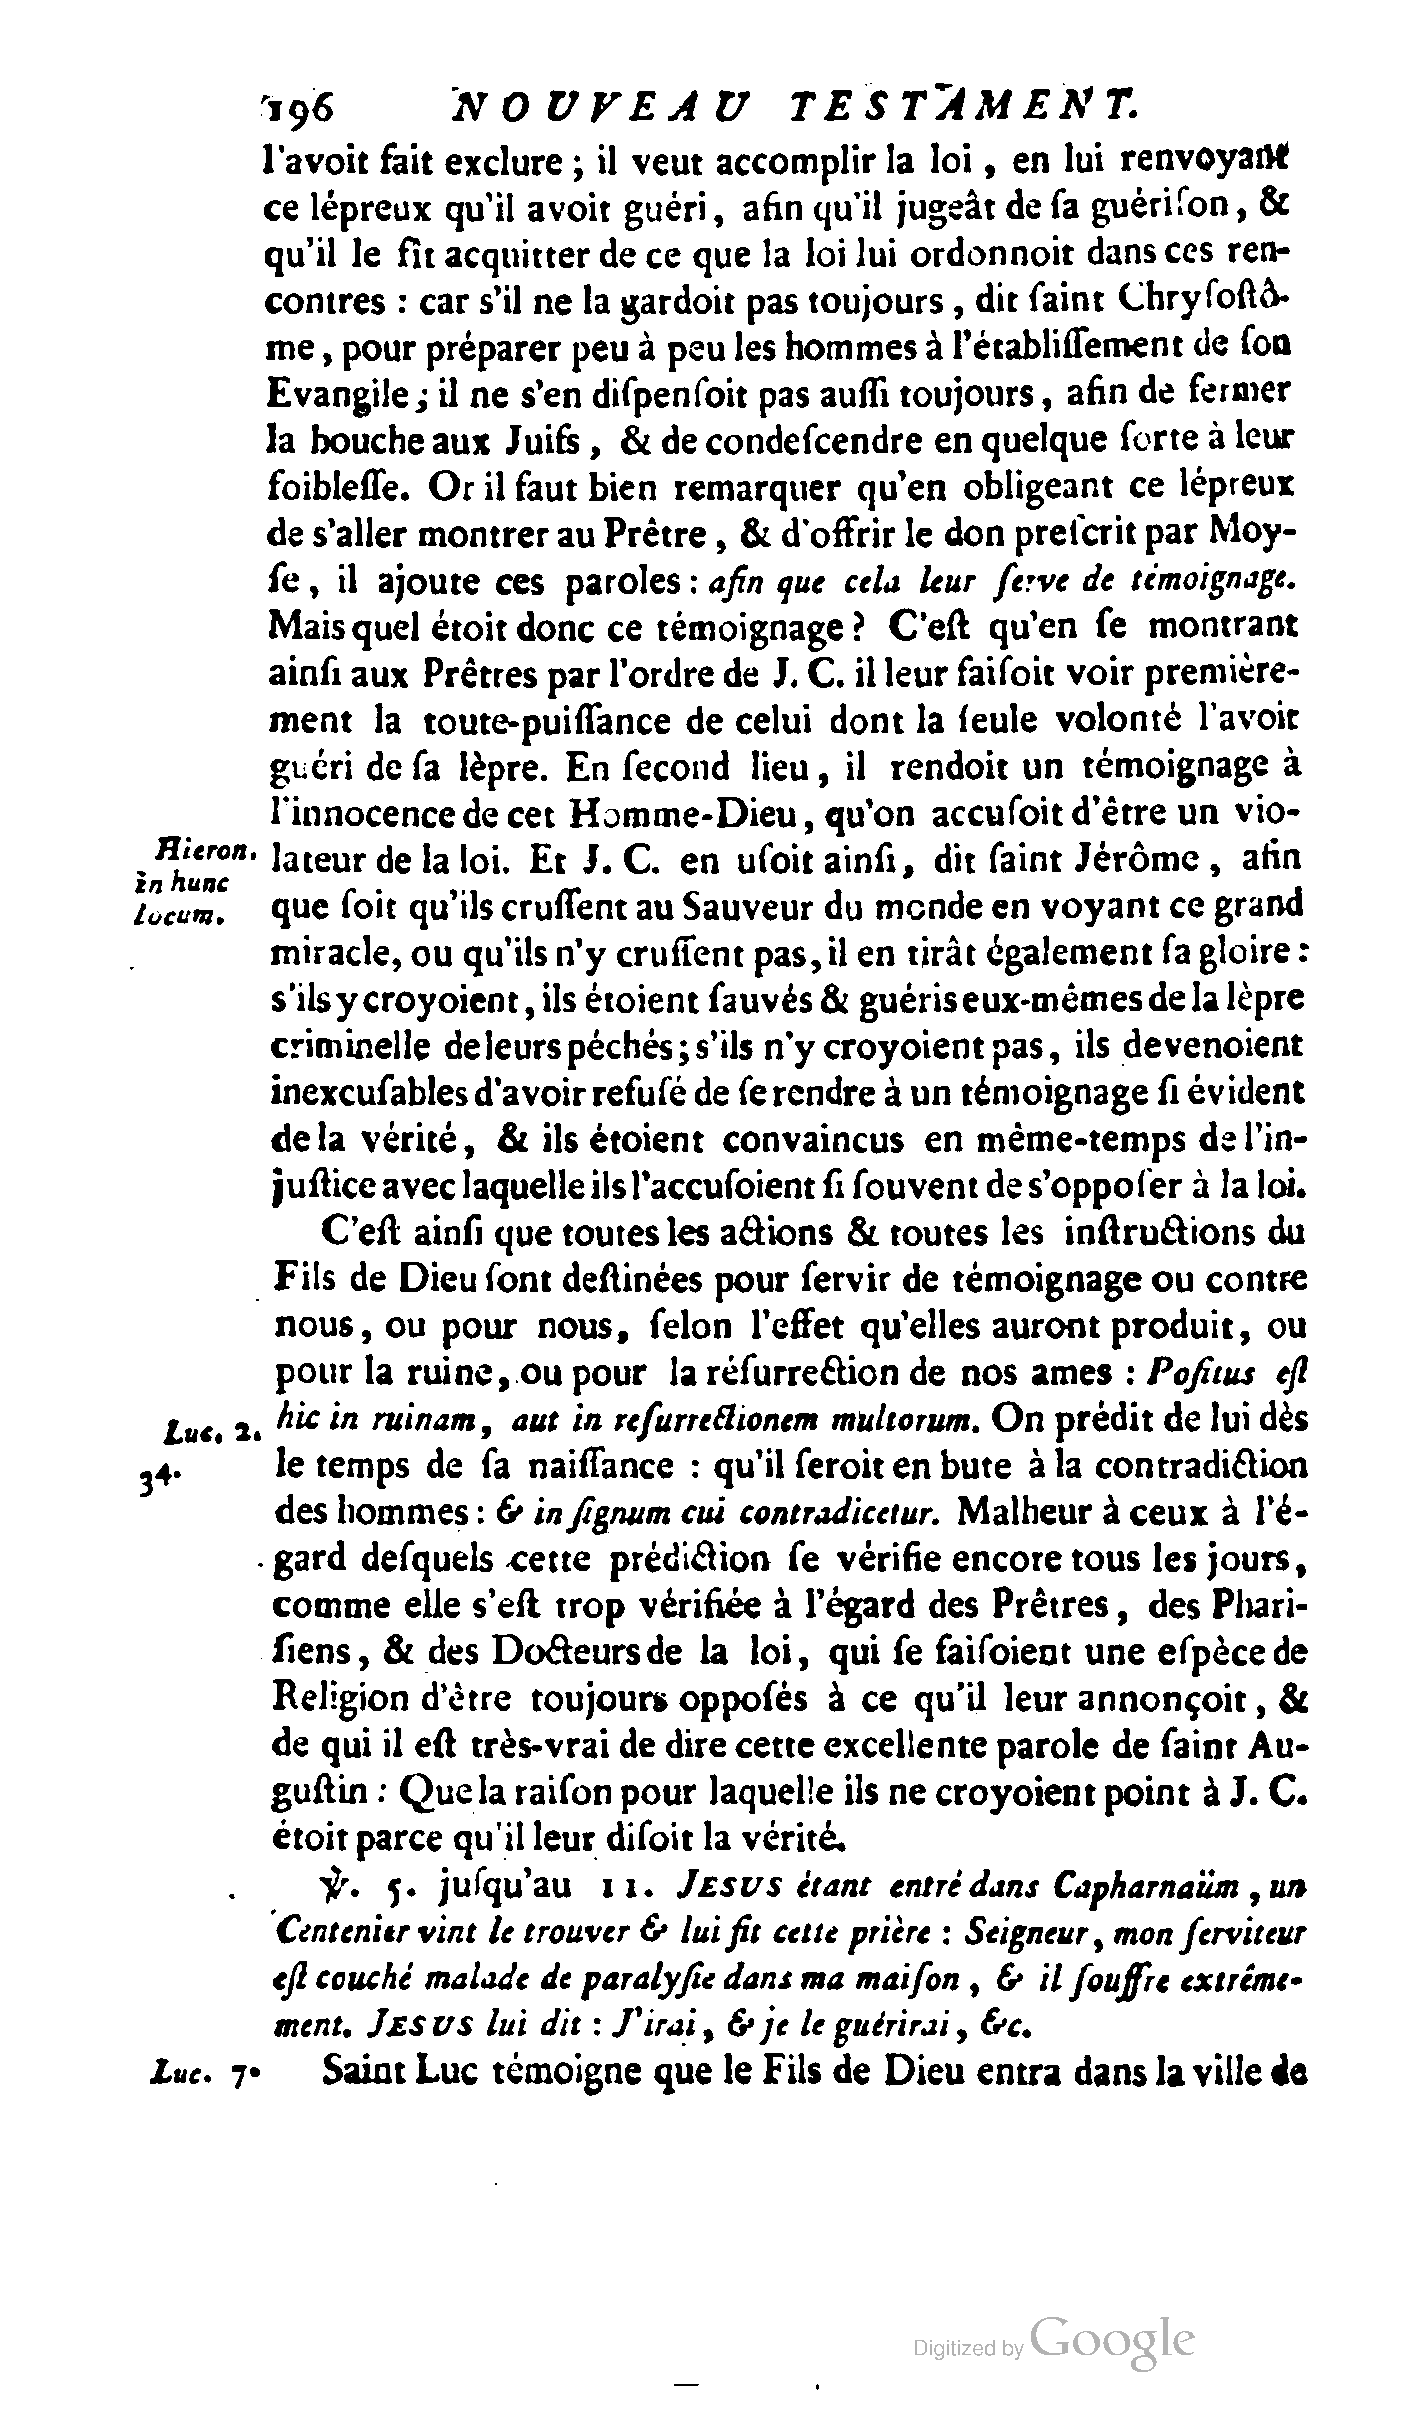 196 NOUVEAU TESTAMENT.
l'avoit fait exclure ; il veut accomplir la loi , en lui renvoyant
ce lépreux qu'il avoit guéri , afin qu'il jugeât de ſa guériſon , &
qu'il le fît acquitter de ce que la loi lui ordonnoit dans ces ren-
contres : car s'il ne la gardoit pas toujours , dit ſaint Chryſoſtô-
me , pour préparer peu à peu les hommes à l'établiſſement de ſon
Evangile ; il ne s'en diſpenſoit pas auſſi toujours , afin de fermer
la bouche aux Juifs , & de condeſcendre en quelque ſorte à leur
foibleſſe. Or il faut bien remarquer qu'en obligeant ce lépreux
de s'aller montrer au Prêtre , & d'offrir le don preſcrit par Moy-
ſe , il ajoute ces paroles : afin que cela leur ſerve de témoignage.
Mais quel étoit donc ce témoignage ? C'eſt qu'en ſe montrant
ainſi aux Prêtres par l'ordre de J. C. il leur faiſoit voir première-
ment la toute-puiſſance de celui dont la ſeule volonté l'avoit
guéri de ſa lèpre. En ſecond lieu , il rendoit un témoignage à
l'innocence de cet Homme-Dieu , qu'on accuſoit d'être un vio-
Hieron. lateur de la loi. Et J. C. en uſoit ainſi , dit ſaint Jérôme , afin
in hunc
locum. que ſoit qu'ils cruſſent au Sauveur du monde en voyant ce grand
miracle, ou qu'ils n'y cruſſent pas, il en tirât également ſa gloire :
s'ils y croyoient , ils étoient ſauvés & guéris eux-mêmes de la lèpre
criminelle de leurs péchés ; s'ils n'y croyoient pas , ils devenoient
inexcuſables d'avoir refuſé de ſe rendre à un témoignage ſi évident
de la vérité , & ils étoient convaincus en même-temps de l'in-
juſtice avec laquelle ils l'accuſoient ſi ſouvent de s'oppoſer à la loi.
C'eſt ainſi que toutes les actions & toutes les inſtructions du
Fils de Dieu ſont deſtinées pour ſervir de témoignage ou contre
nous , ou pour nous , ſelon l'effet qu'elles auront produit , ou
pour la ruine , ou pour la réſurrection de nos ames : Poſitus eſt
Luc. 2. hic in ruinam, aut in reſurrectionem multorum. On prédit de lui dès
34. le temps de ſa naiſſance : qu'il ſeroit en bute à la contradiction
des hommes : & in ſignum cui contradicetur. Malheur à ceux à l'é-
gard deſquels cette prédiction ſe vérifie encore tous les jours ,
comme elle s'eſt trop vérifiée à l'égard des Prêtres , des Phari-
ſiens , & des Docteurs de la loi , qui ſe faiſoient une eſpèce de
Religion d'être toujours oppoſés à ce qu'il leur annonçoit , &
de qui il eſt très-vrai de dire cette excellente parole de ſaint Au-
guſtin : Que la raiſon pour laquelle ils ne croyoient point à J. C.
étoit parce qu'il leur diſoit la vérité.
℣. 5. juſqu'au 11. JESUS étant entré dans Capharnaüm , un
Centenier vint le trouver & lui fit cette prière : Seigneur, mon ſerviteur
eſt couché malade de paralyſie dans ma maiſon , & il ſouffre extrême-
ment. JESUS lui dit : J'irai , & je le guérirai , &c.
Luc. 7. Saint Luc témoigne que le Fils de Dieu entra dans la ville de
Digitized by Google